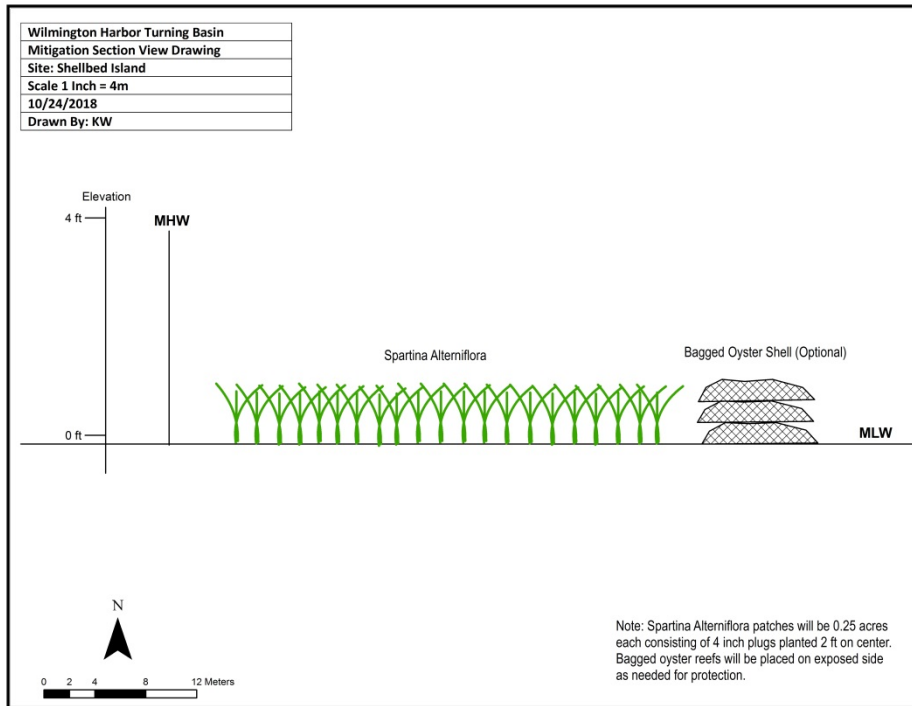 Wilmington Harbor Turning Basin
Mitigation Section View Drawing
Site: Shellbed Island
Scale 1 Inch = 4m
10/24/2018
Drawn By: KW
Elevation
4 ft
MHW
Spartina Alterniflora
Bagged Oyster Shell (Optional)
0 ft
MLW
N
0 2 4 8 12 Meters
Note: Spartina Alterniflora patches will be 0.25 acres
each consisting of 4 inch plugs planted 2 ft on center.
Bagged oyster reefs will be placed on exposed side
as needed for protection.